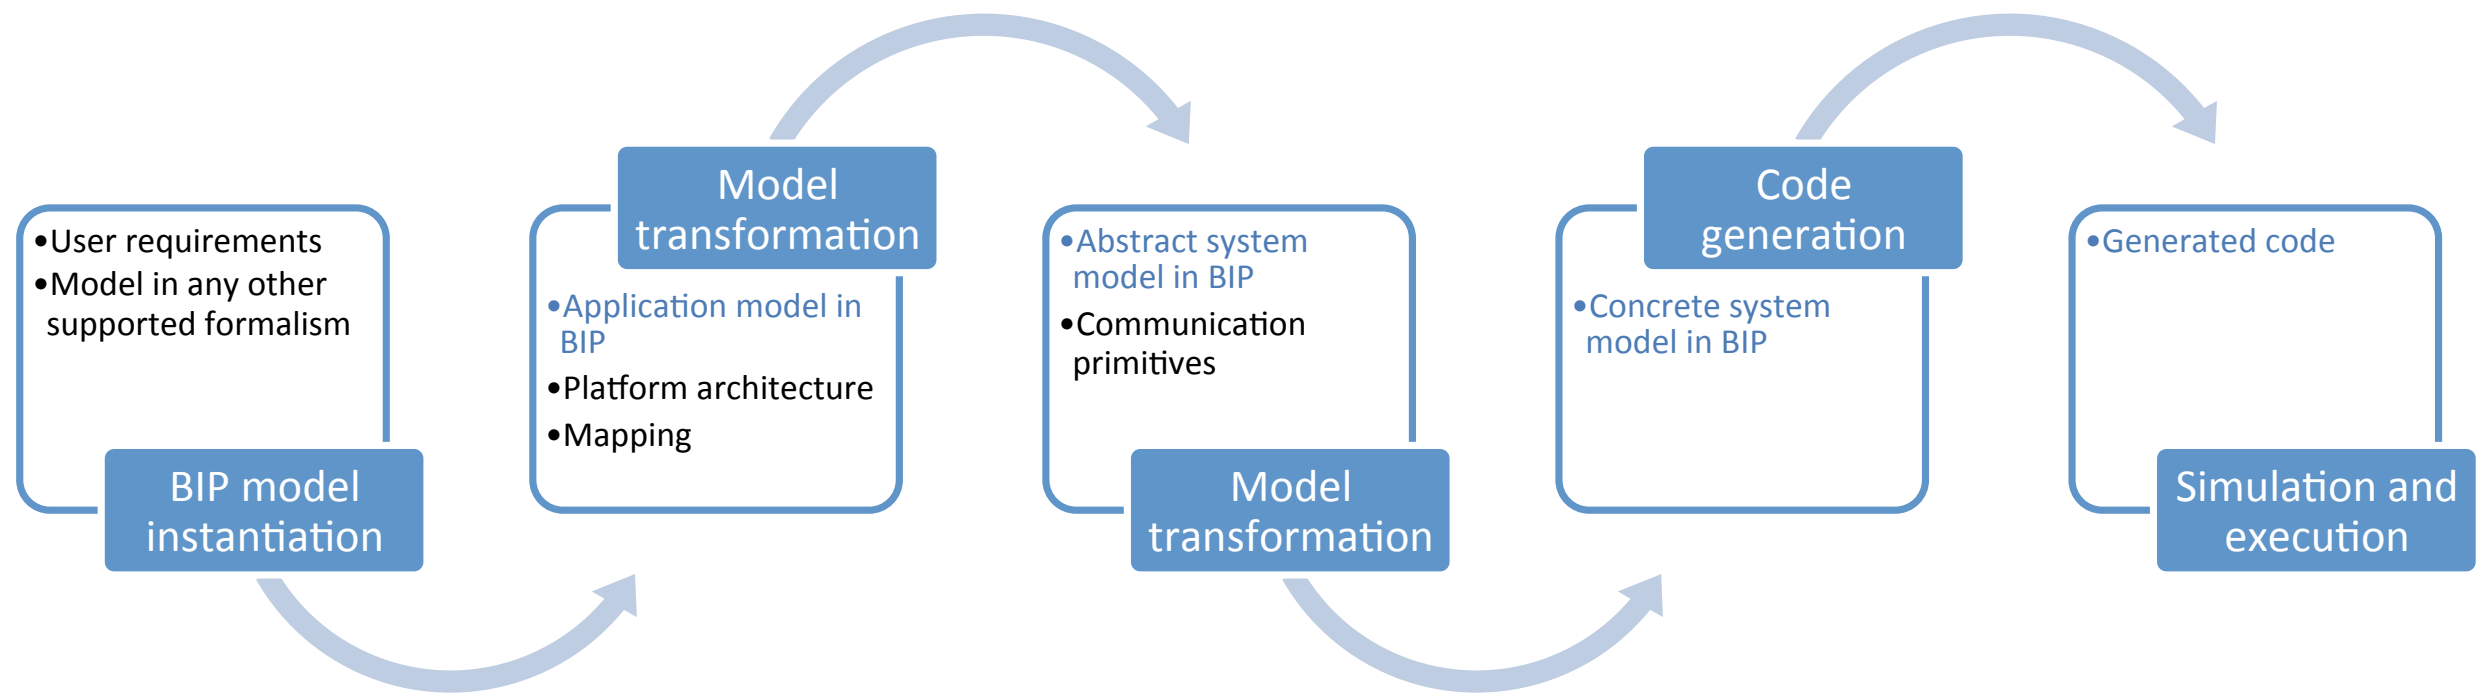 •User requirements
•Model in any other
supported formalism
BIP model
instantiation
Model
transformation
•Application model in
BIP
•Platform architecture
•Mapping
•Abstract system
model in BIP
•Communication
primitives
Model
transformation
Code
generation
•Concrete system
model in BIP
•Generated code
Simulation and
execution